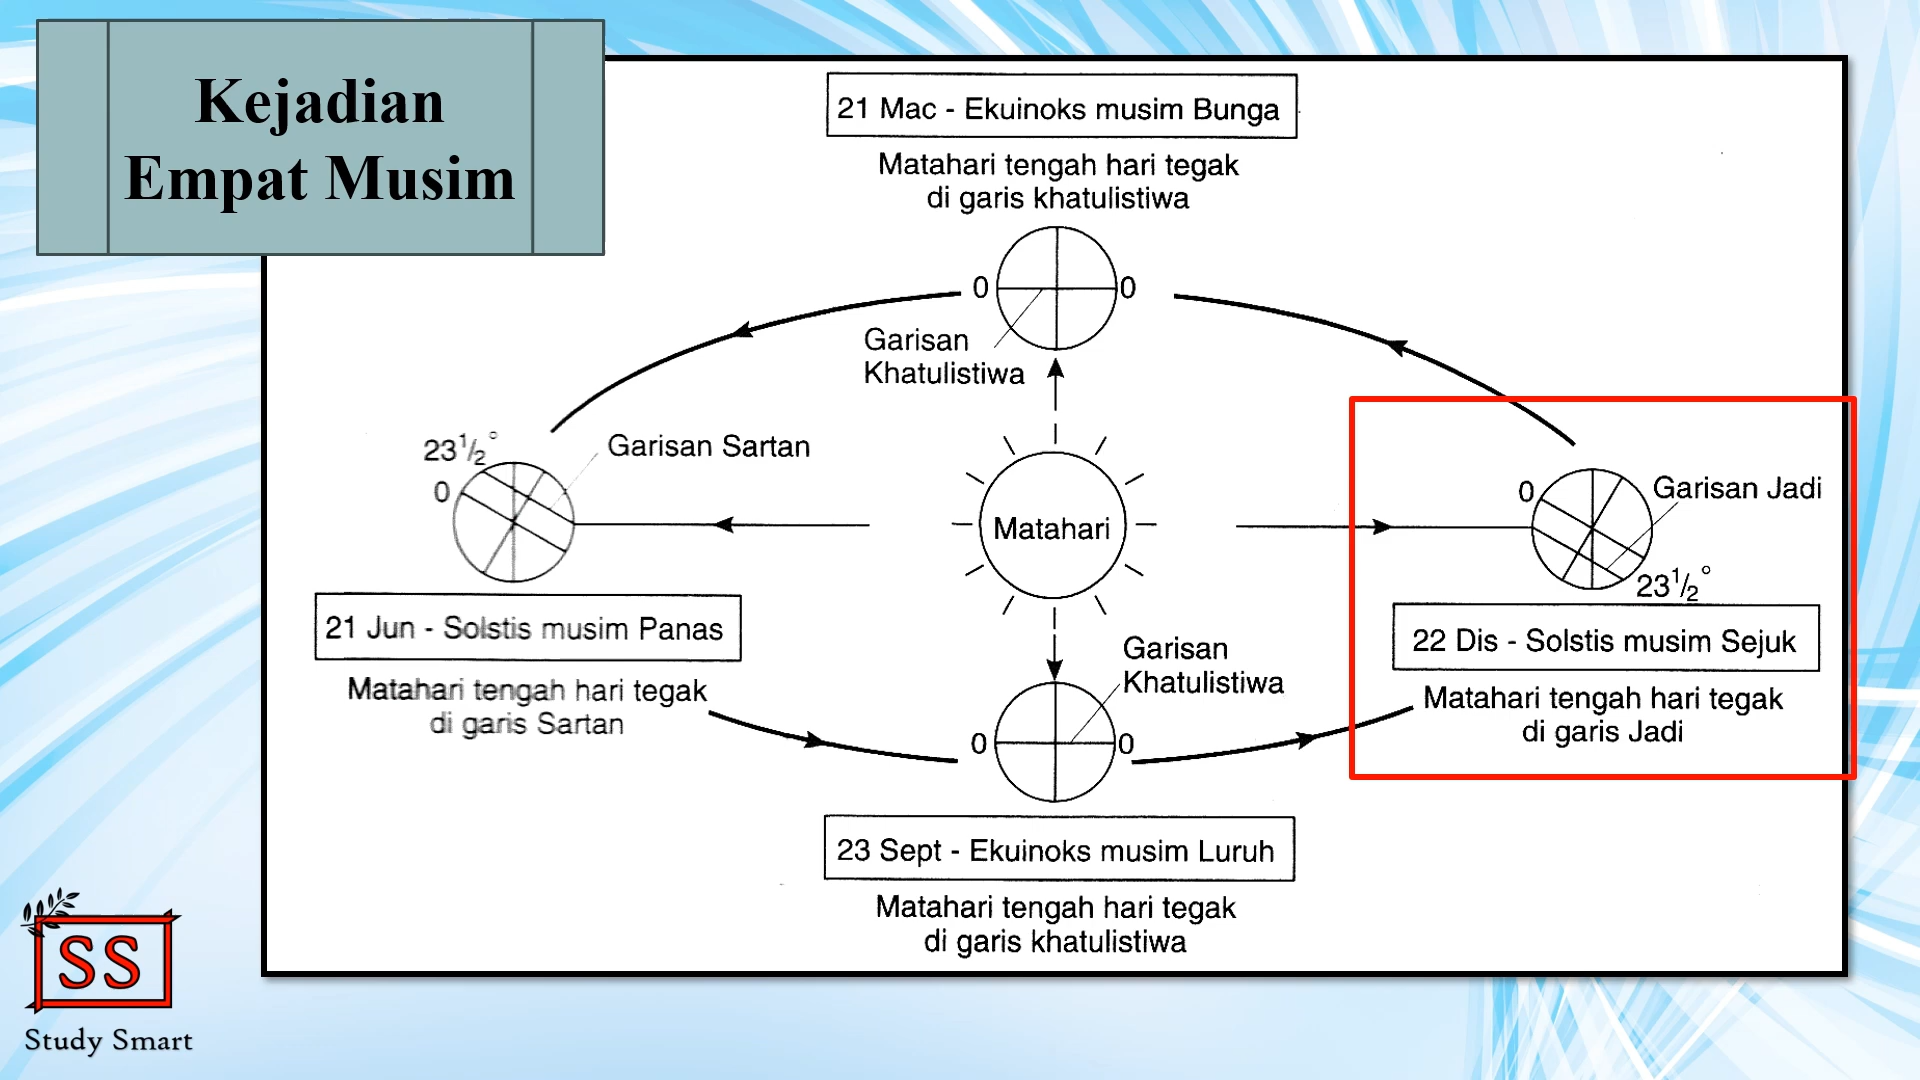 Kejadian
Empat Musim
21 Mac - Ekuinoks musim Bunga
Matahari tengah hari tegak
di garis khatulistiwa
0
0
Garisan
Khatulistiwa
23½°
0
Garisan Sartan
21 Jun - Solstis musim Panas
Matahari tengah hari tegak
di garis Sartan
Matahari
0
Garisan Jadi
23½°
22 Dis - Solstis musim Sejuk
Matahari tengah hari tegak
di garis Jadi
Garisan
Khatulistiwa
0
0
23 Sept - Ekuinoks musim Luruh
Matahari tengah hari tegak
di garis khatulistiwa
SS
Study Smart